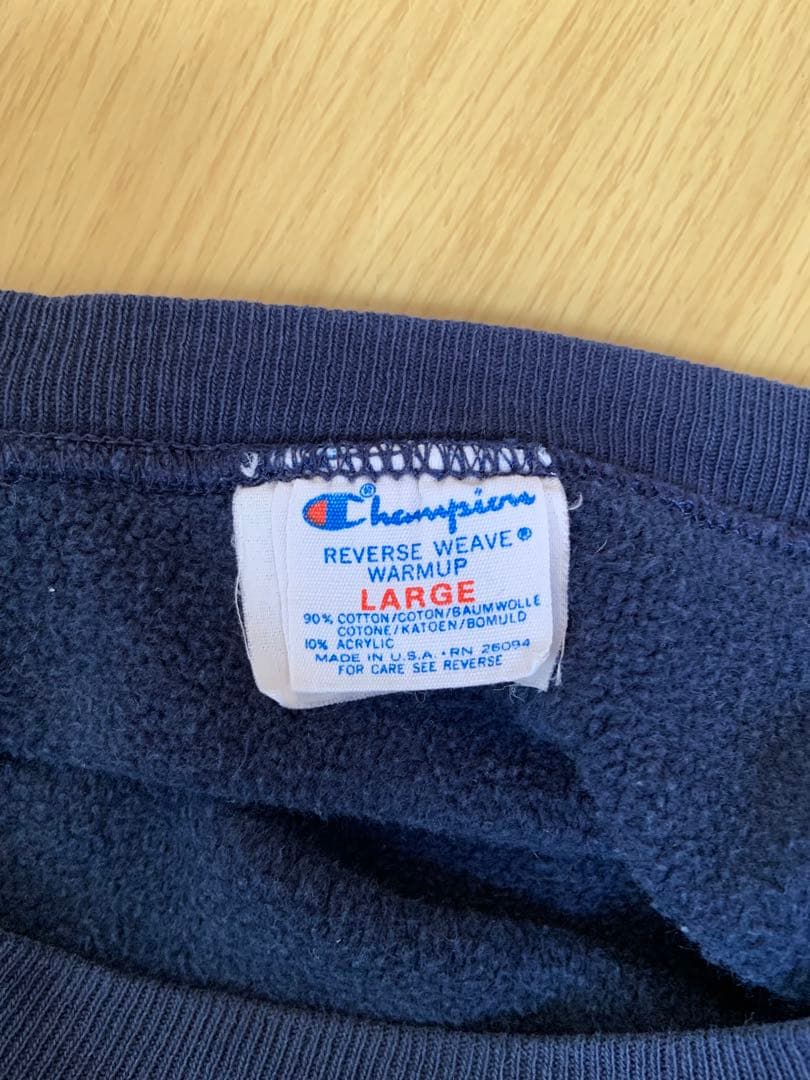 Champion®
REVERSE WEAVE®
WARMUP
LARGE
90% COTTON/COTON/BAUMWOLLE
COTONE/KATOEN/BOMULD
10% ACRYLIC
MADE IN U.S.A. • RN 26094
FOR CARE SEE REVERSE